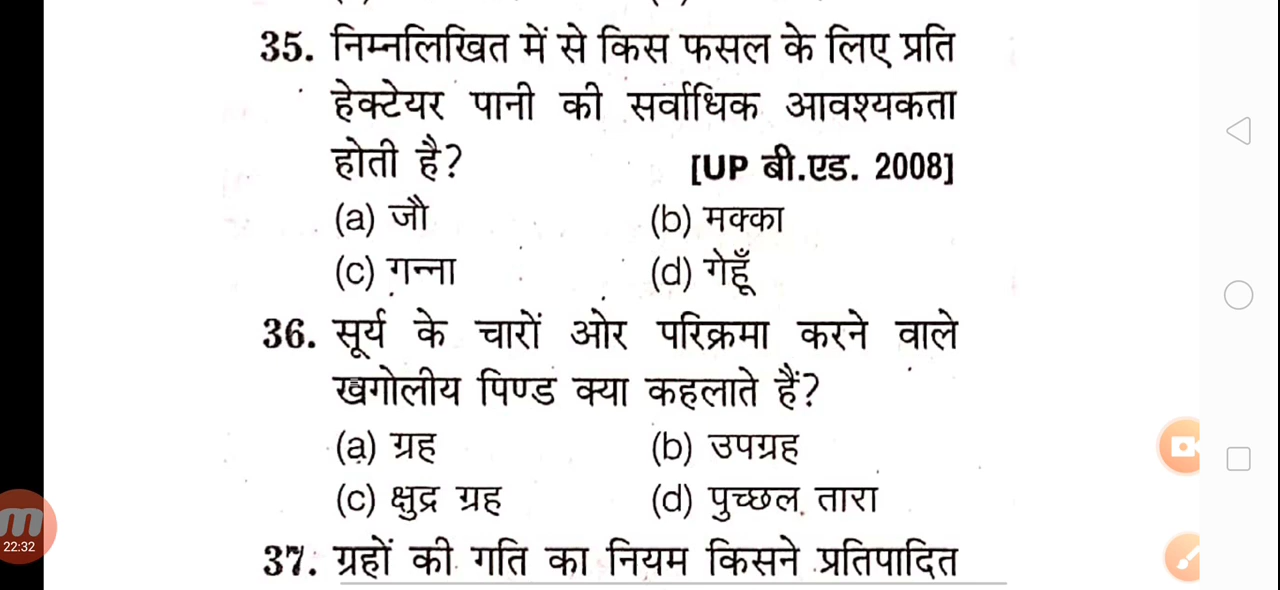 35. निम्नलिखित में से किस फसल के लिए प्रति
हेक्टेयर पानी की सर्वाधिक आवश्यकता
होती है? [UP बी.एड. 2008]
(a) जौ (b) मक्का
(c) गन्ना (d) गेहूँ
36. सूर्य के चारों ओर परिक्रमा करने वाले
खगोलीय पिण्ड क्या कहलाते हैं?
(a) ग्रह (b) उपग्रह
(c) क्षुद्र ग्रह (d) पुच्छल तारा
37. ग्रहों की गति का नियम किसने प्रतिपादित
22:32